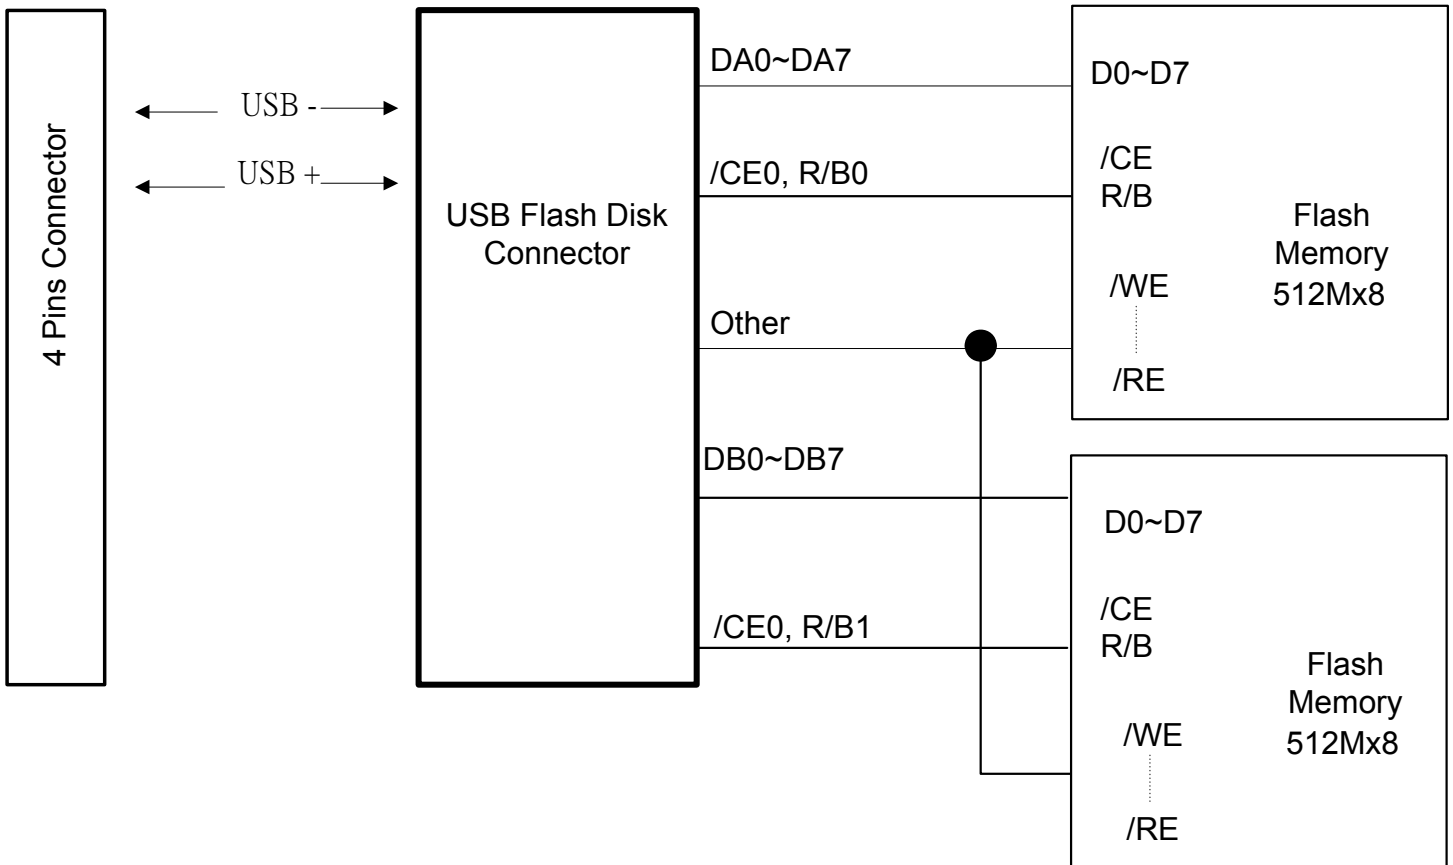 4 Pins Connector
USB -
USB +
USB Flash Disk
Connector
DA0~DA7
/CE0, R/B0
Other
DB0~DB7
/CE0, R/B1
D0~D7
/CE
R/B
/WE
/RE
Flash
Memory
512Mx8
D0~D7
/CE
R/B
/WE
/RE
Flash
Memory
512Mx8